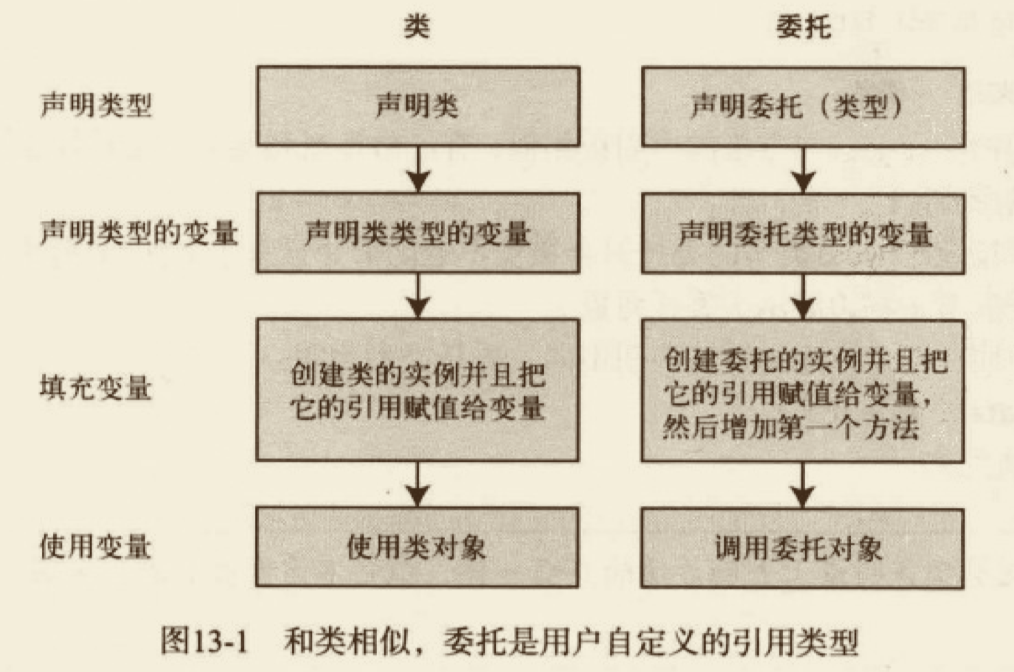 类 委托
声明类型 声明类 声明委托（类型）
声明类型的变量 声明类类型的变量 声明委托类型的变量
填充变量
创建类的实例并且把
它的引用赋值给变量
创建委托的实例并且把
它的引用赋值给变量，
然后增加第一个方法
使用变量 使用类对象 调用委托对象
图13-1 和类相似，委托是用户自定义的引用类型